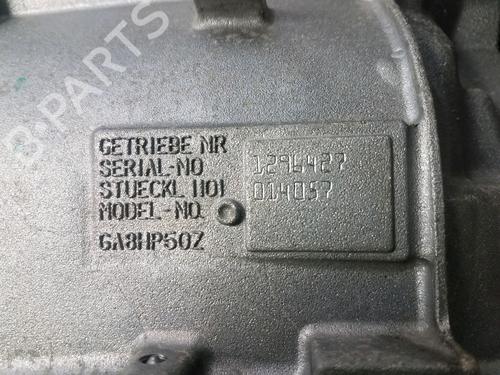 B-PARTS
GETRIEBE NR
SERIAL-NO 1296427
STUECKL 1101 014057
MODEL-NO.
GA8HP50Z